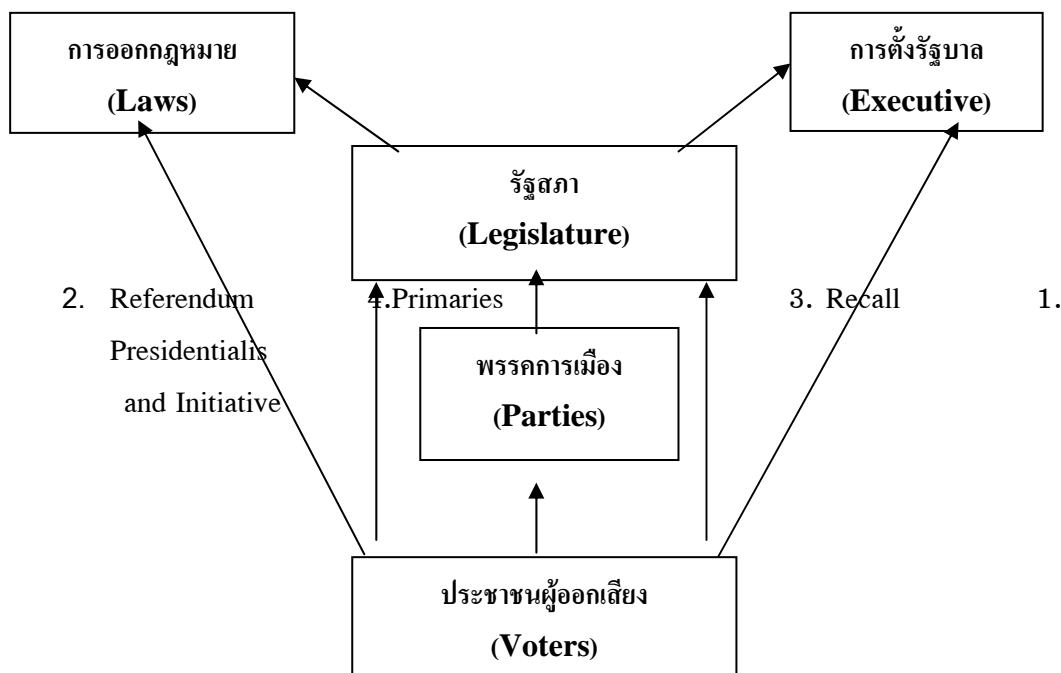 การออกกฎหมาย
(Laws)
การตั้งรัฐบาล
(Executive)
รัฐสภา
(Legislature)
2. Referendum 4.Primaries 3. Recall 1.
Presidentialis
and Initiative
พรรคการเมือง
(Parties)
ประชาชนผู้ออกเสียง
(Voters)